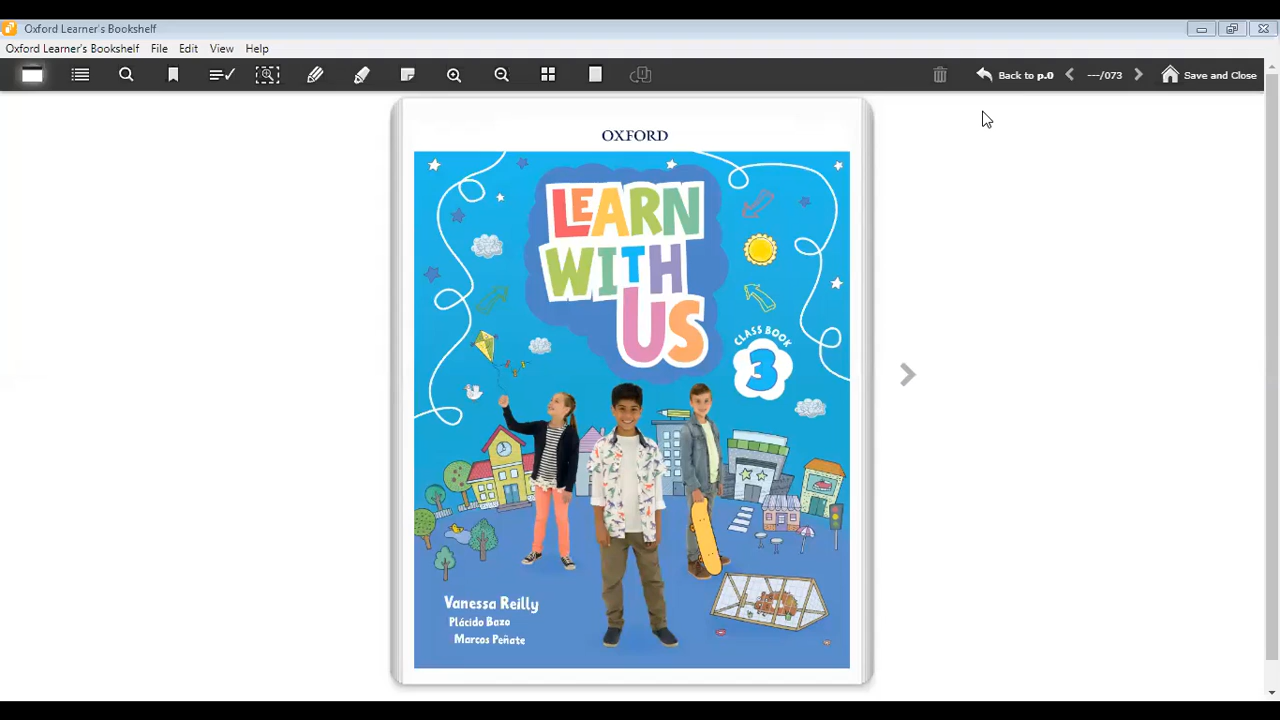 Oxford Learner's Bookshelf
Oxford Learner's Bookshelf File Edit View Help
Back to p.0 ---/073 Save and Close
OXFORD
LEARN
WITH
US
CLASS BOOK
3
Vanessa Reilly
Plácido Bazo
Marcos Peñate